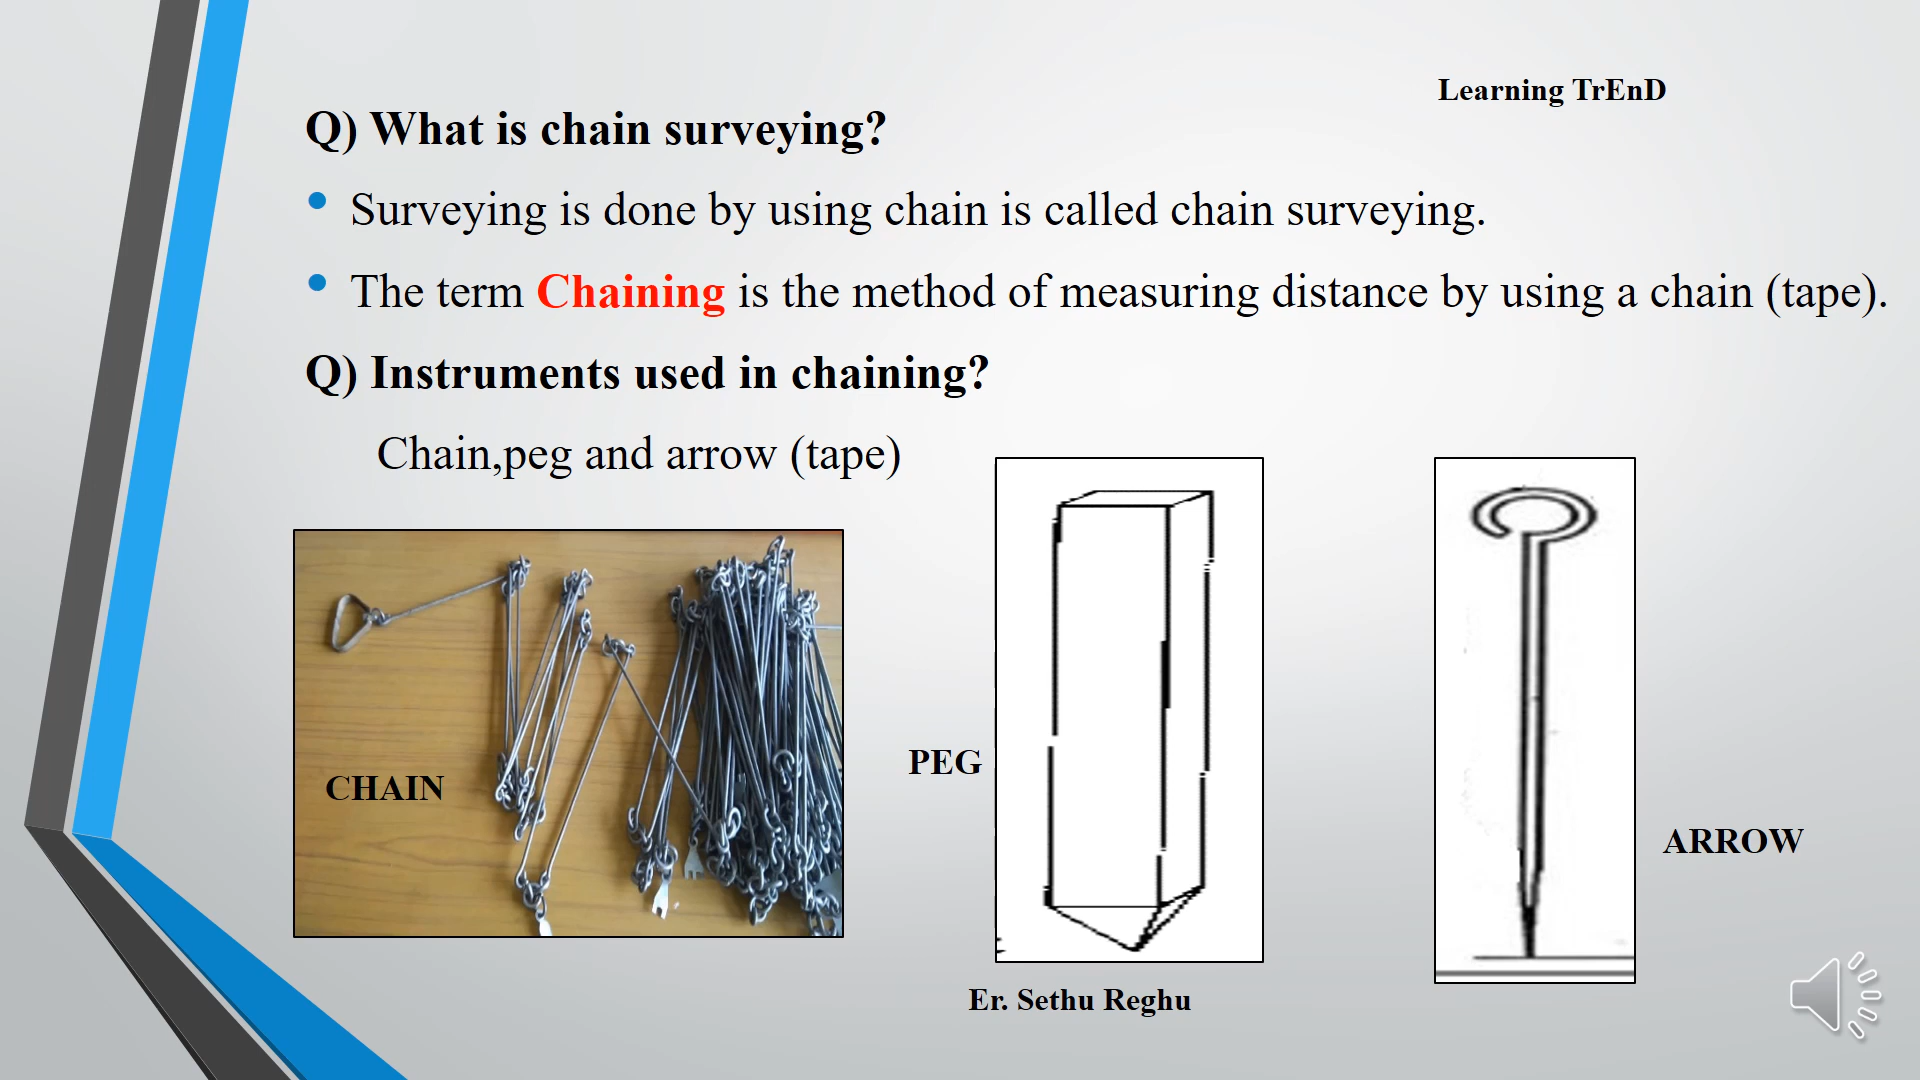 Learning TrEnD
Q) What is chain surveying?
• Surveying is done by using chain is called chain surveying.
• The term Chaining is the method of measuring distance by using a chain (tape).
Q) Instruments used in chaining?
Chain,peg and arrow (tape)
CHAIN
PEG
ARROW
Er. Sethu Reghu